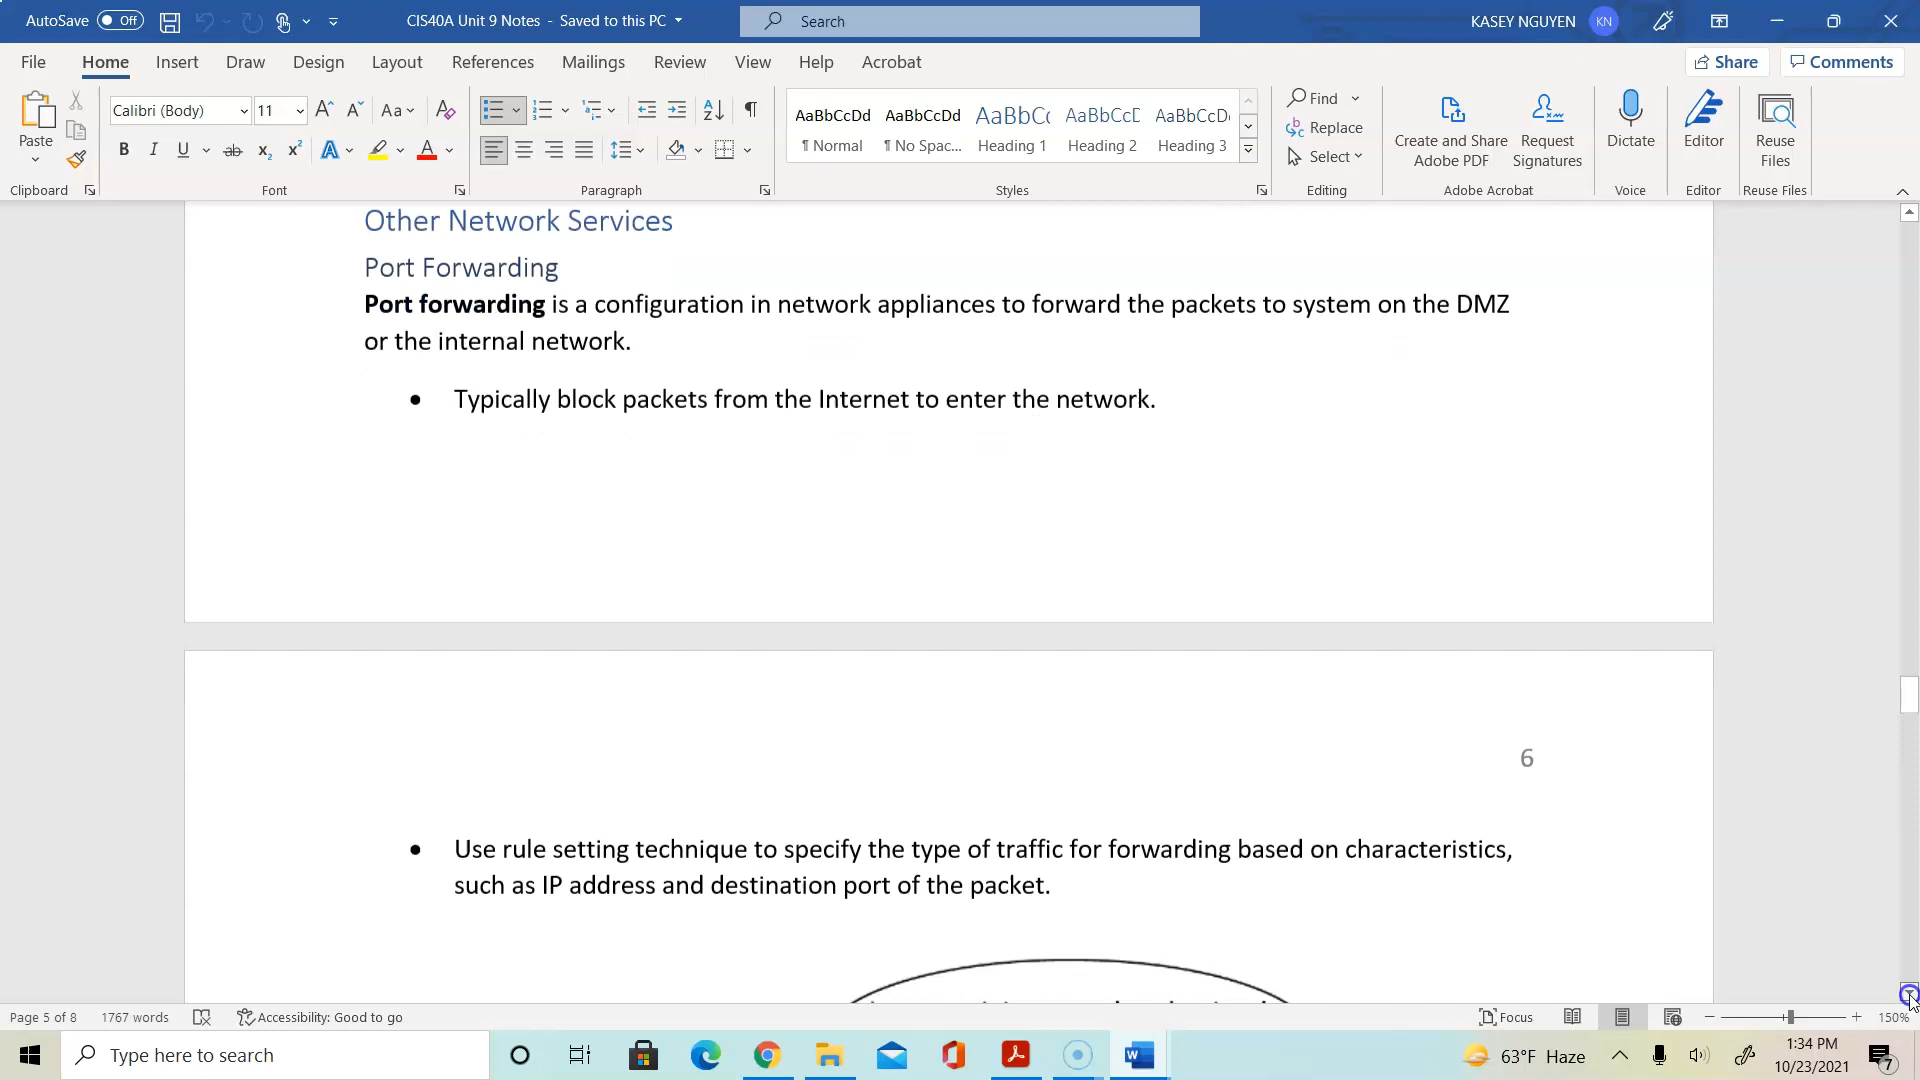 AutoSave Off CIS40A Unit 9 Notes - Saved to this PC Search KASEY NGUYEN KN
File Home Insert Draw Design Layout References Mailings Review View Help Acrobat Share Comments
Paste
Clipboard
Calibri (Body) 11 Aa
B I U ab x₂ x² A A
Font
Paragraph
AaBbCcDd AaBbCcDd AaBbCc AaBbCcD AaBbCcD
¶ Normal ¶ No Spac... Heading 1 Heading 2 Heading 3
Styles
Find
Replace
Select
Editing
Create and Share Adobe PDF
Request Signatures
Adobe Acrobat
Dictate
Voice
Editor
Editor
Reuse Files
Reuse Files
Other Network Services
Port Forwarding
Port forwarding is a configuration in network appliances to forward the packets to system on the DMZ
or the internal network.
• Typically block packets from the Internet to enter the network.
6
• Use rule setting technique to specify the type of traffic for forwarding based on characteristics,
such as IP address and destination port of the packet.
Page 5 of 8 1767 words Accessibility: Good to go Focus 150%
Type here to search 63°F Haze 1:34 PM
10/23/2021 7